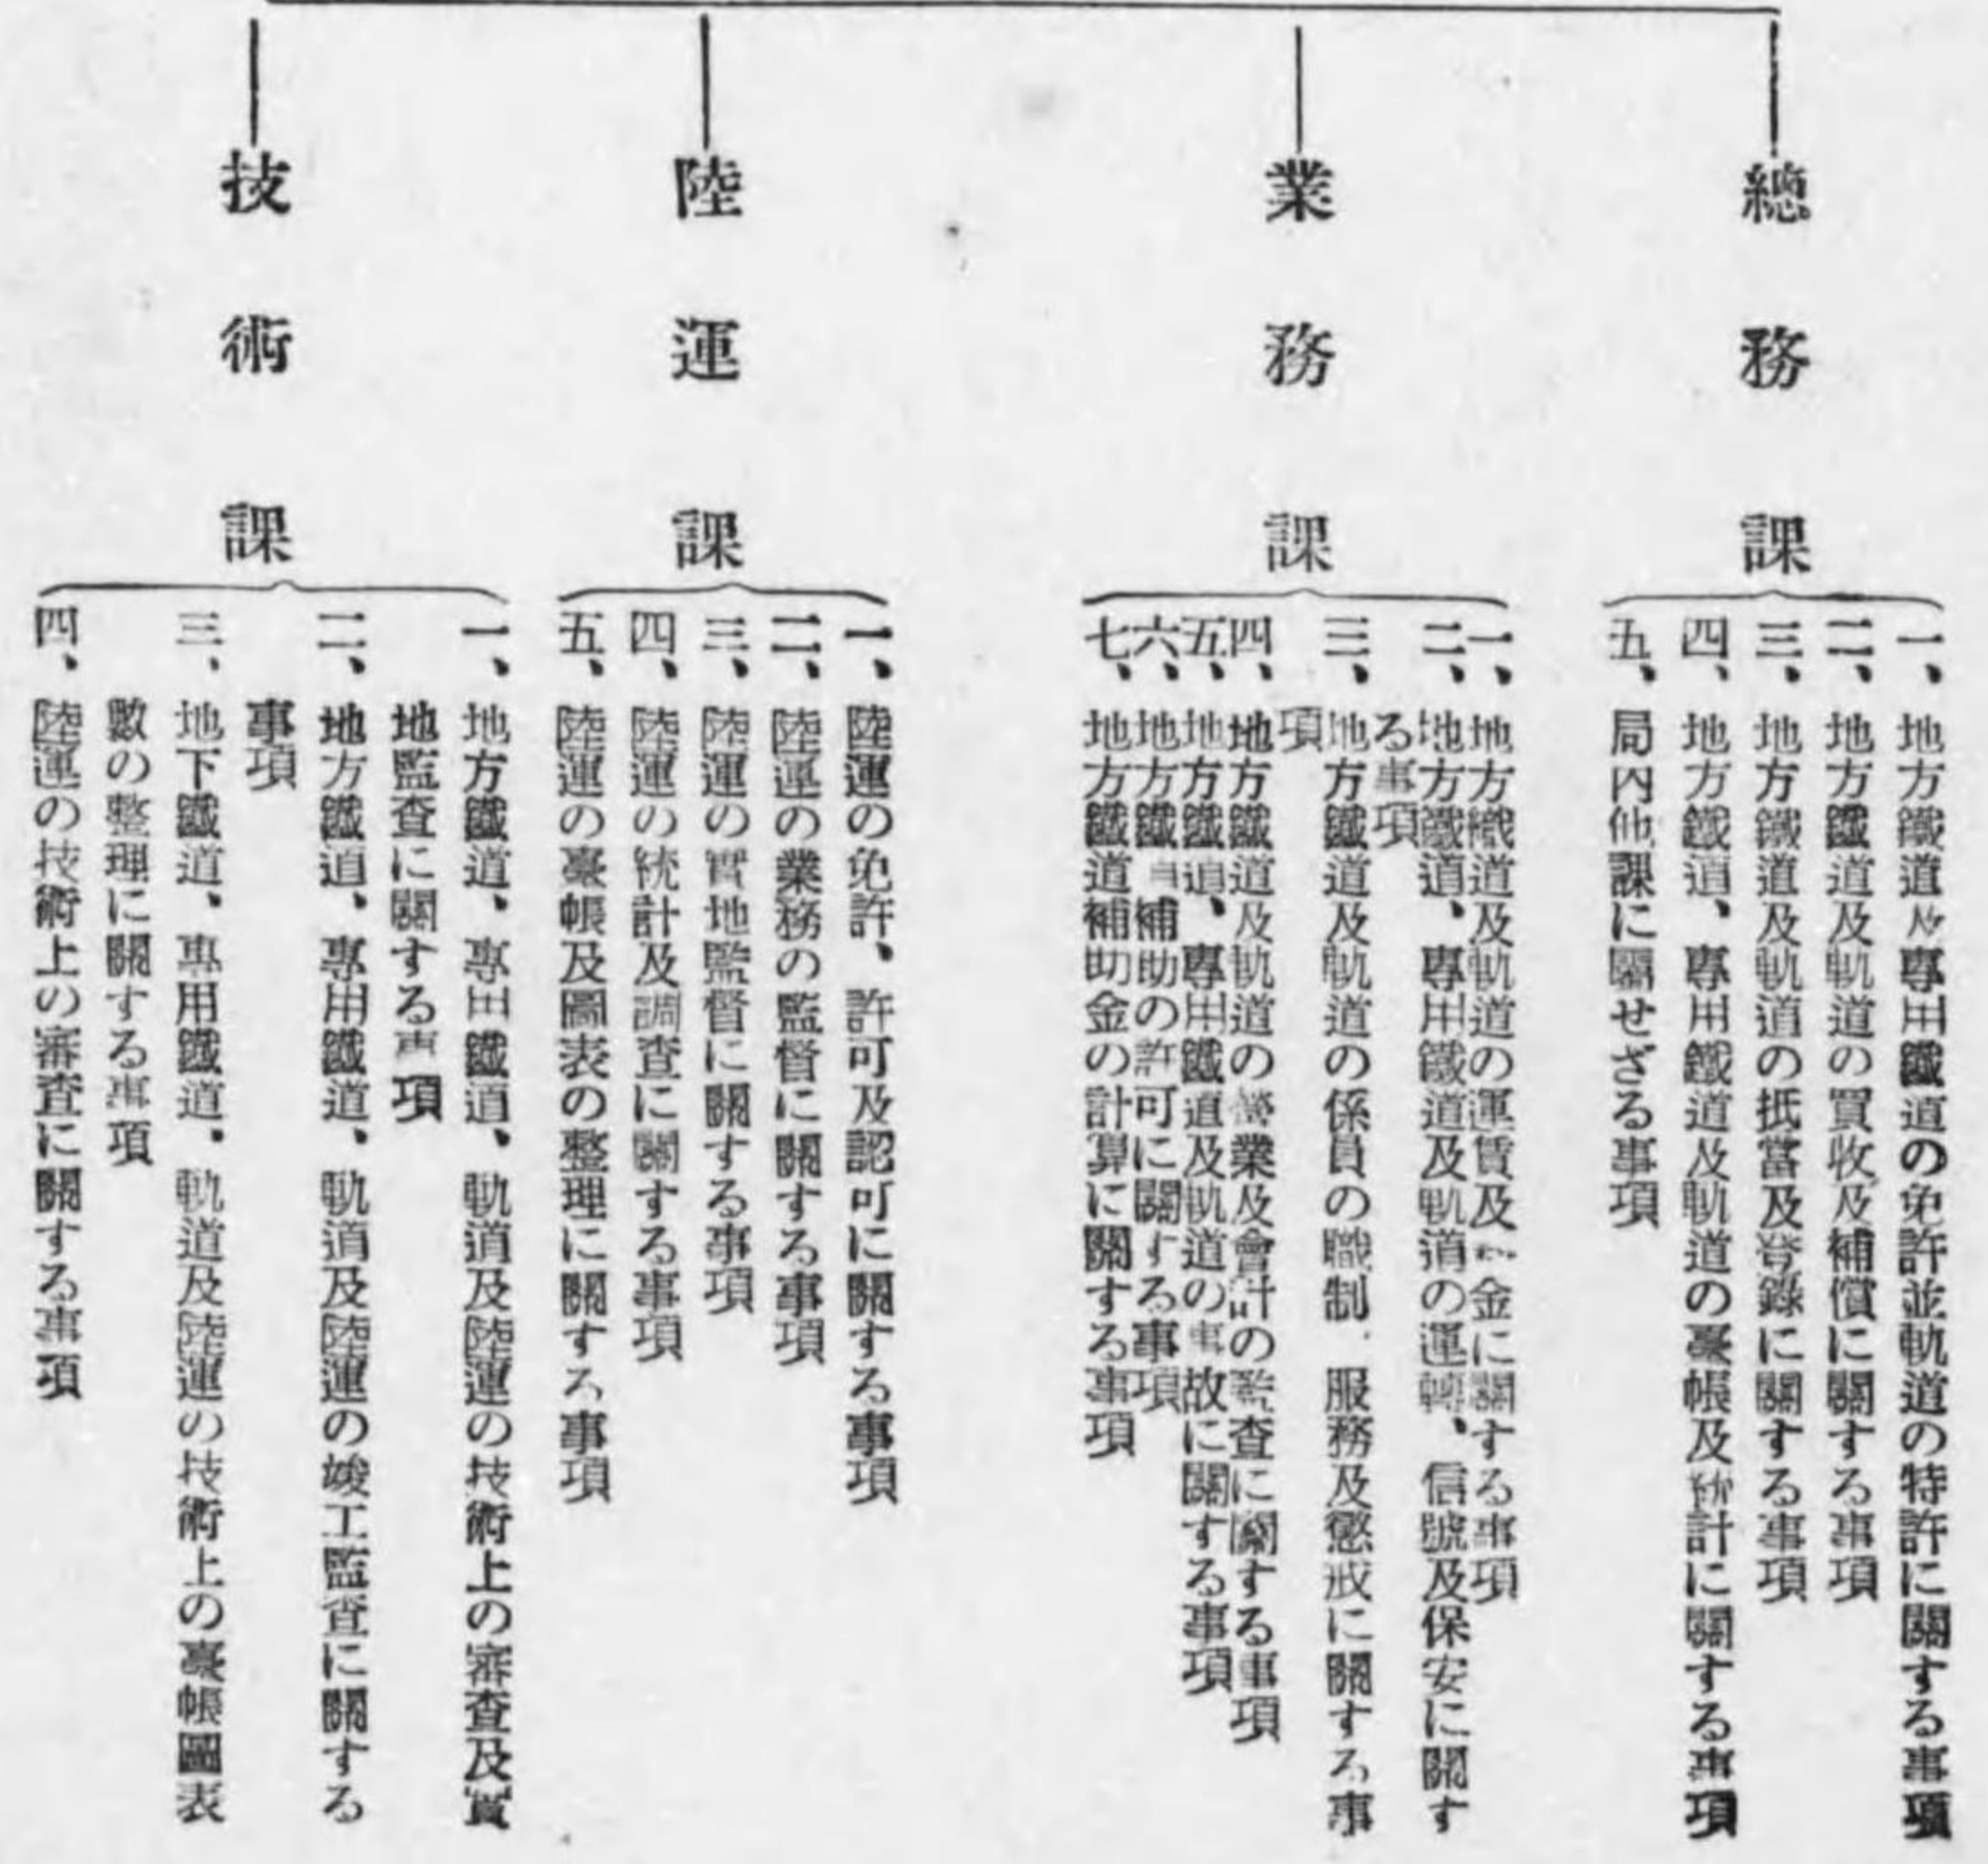 總務課
一、地方鐵道及專用鐵道の免許並軌道の特許に關する事項
二、地方鐵道及軌道の買收及補償に關する事項
三、地方鐵道及軌道の抵當及登錄に關する事項
四、地方鐵道、專用鐵道及軌道の臺帳及統計に關する事項
五、局內他課に屬せざる事項
業務課
一、地方鐵道及軌道の運賃及金に關する事項
二、地方鐵道、專用鐵道及軌道の運轉、信號及保安に關す
る事項
三、地方鐵道及軌道の係員の職制、服務及懲戒に關する事
項
四、地方鐵道及軌道の營業及會計の監査に關する事項
五、地方鐵道、專用鐵道及軌道の事故に關する事項
六、地方鐵道補助の許可に關する事項
七、地方鐵道補助金の計算に關する事項
陸運課
一、陸運の免許、許可及認可に關する事項
二、陸運の業務の監督に關する事項
三、陸運の實地監督に關する事項
四、陸運の統計及調査に關する事項
五、陸運の臺帳及圖表の整理に關する事項
技術課
一、地方鐵道、專用鐵道、軌道及陸運の技術上の審査及實
地監査に關する事項
二、地方鐵道、專用鐵道、軌道及陸運の竣工監査に關する
事項
三、地下鐵道、專用鐵道、軌道及陸運の技術上の臺帳圖表
數の整理に關する事項
四、陸運の技術上の審査に關する事項